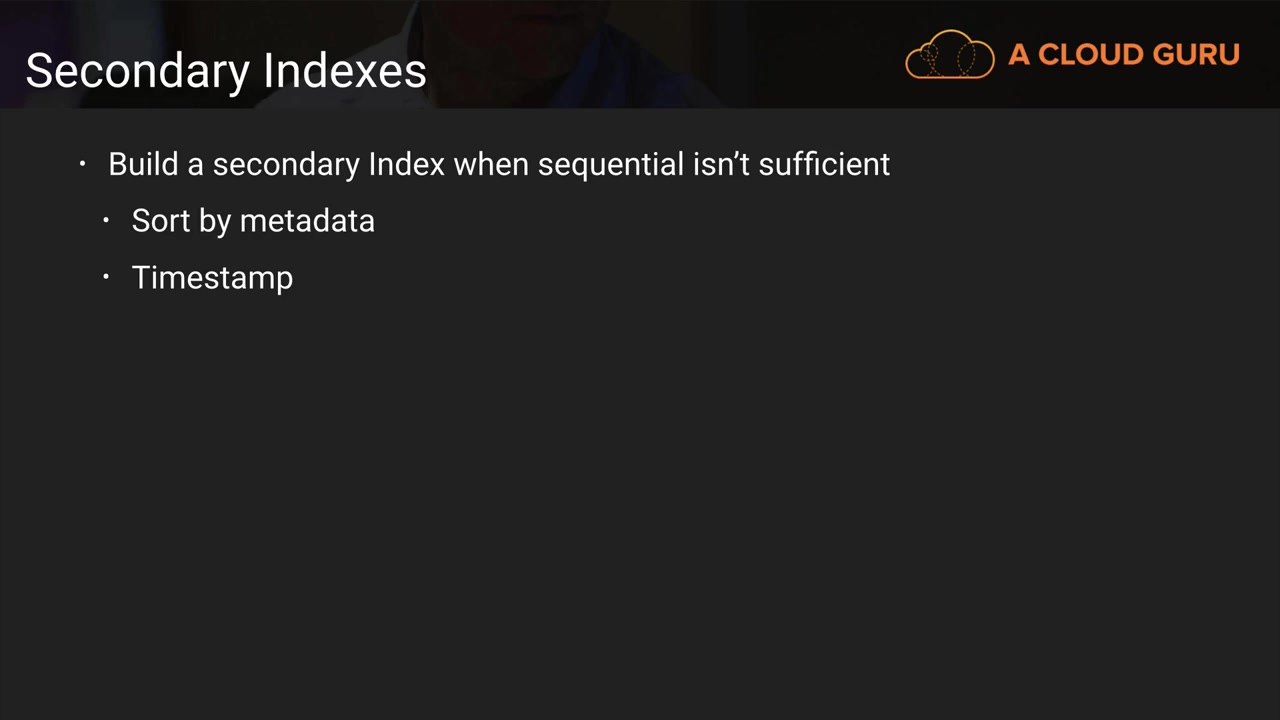 Secondary Indexes
A CLOUD GURU
• Build a secondary Index when sequential isn’t sufficient
• Sort by metadata
• Timestamp